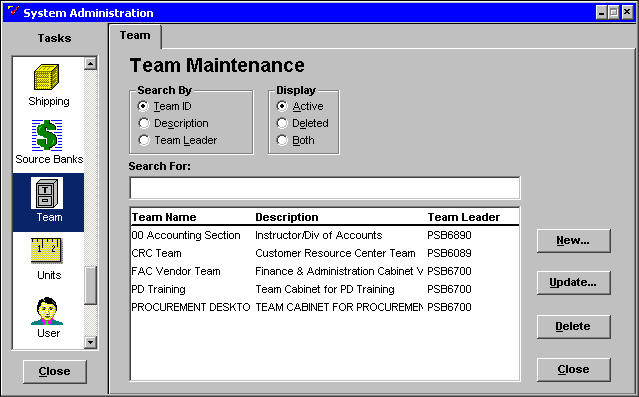 System Administration
Tasks
Shipping
Source Banks
Team
Units
User
Close
Team
Team Maintenance
Search By
Team ID
Description
Team Leader
Display
Active
Deleted
Both
Search For:
Team Name Description Team Leader
00 Accounting Section Instructor/Div of Accounts PSB6890
CRC Team Customer Resource Center Team PSB6089
FAC Vendor Team Finance & Administration Cabinet V PSB6700
PD Training Team Cabinet for PD Training PSB6700
PROCUREMENT DESKTO TEAM CABINET FOR PROCUREMEN PSB6700
New...
Update...
Delete
Close